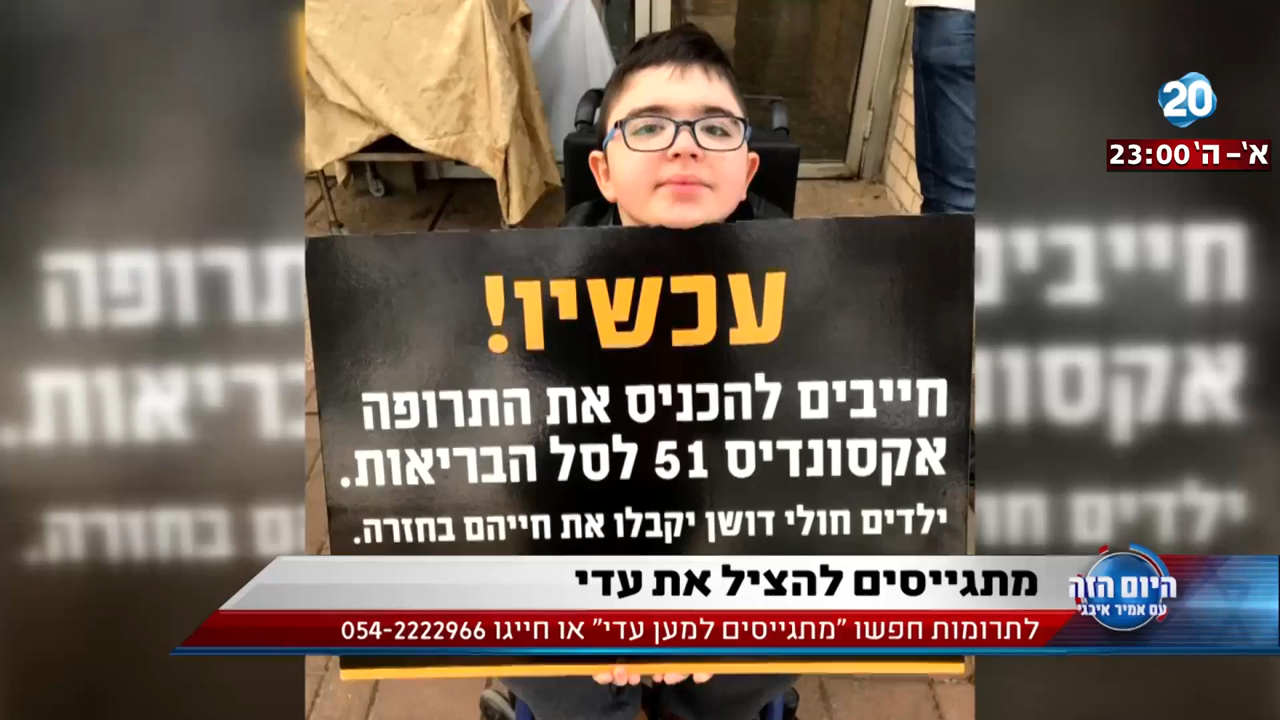 20
א'-ה' 23:00
עכשיו!
חייבים להכניס את התרופה
אקסונדיס 51 לסל הבריאות.
ילדים חולי דושן יקבלו את חייהם בחזרה.
מתגייסים להציל את עדי
לתרומות חפשו "מתגייסים למען עדי" או חייגו 054-2222966
היום הזה
עם אמיר איבגי